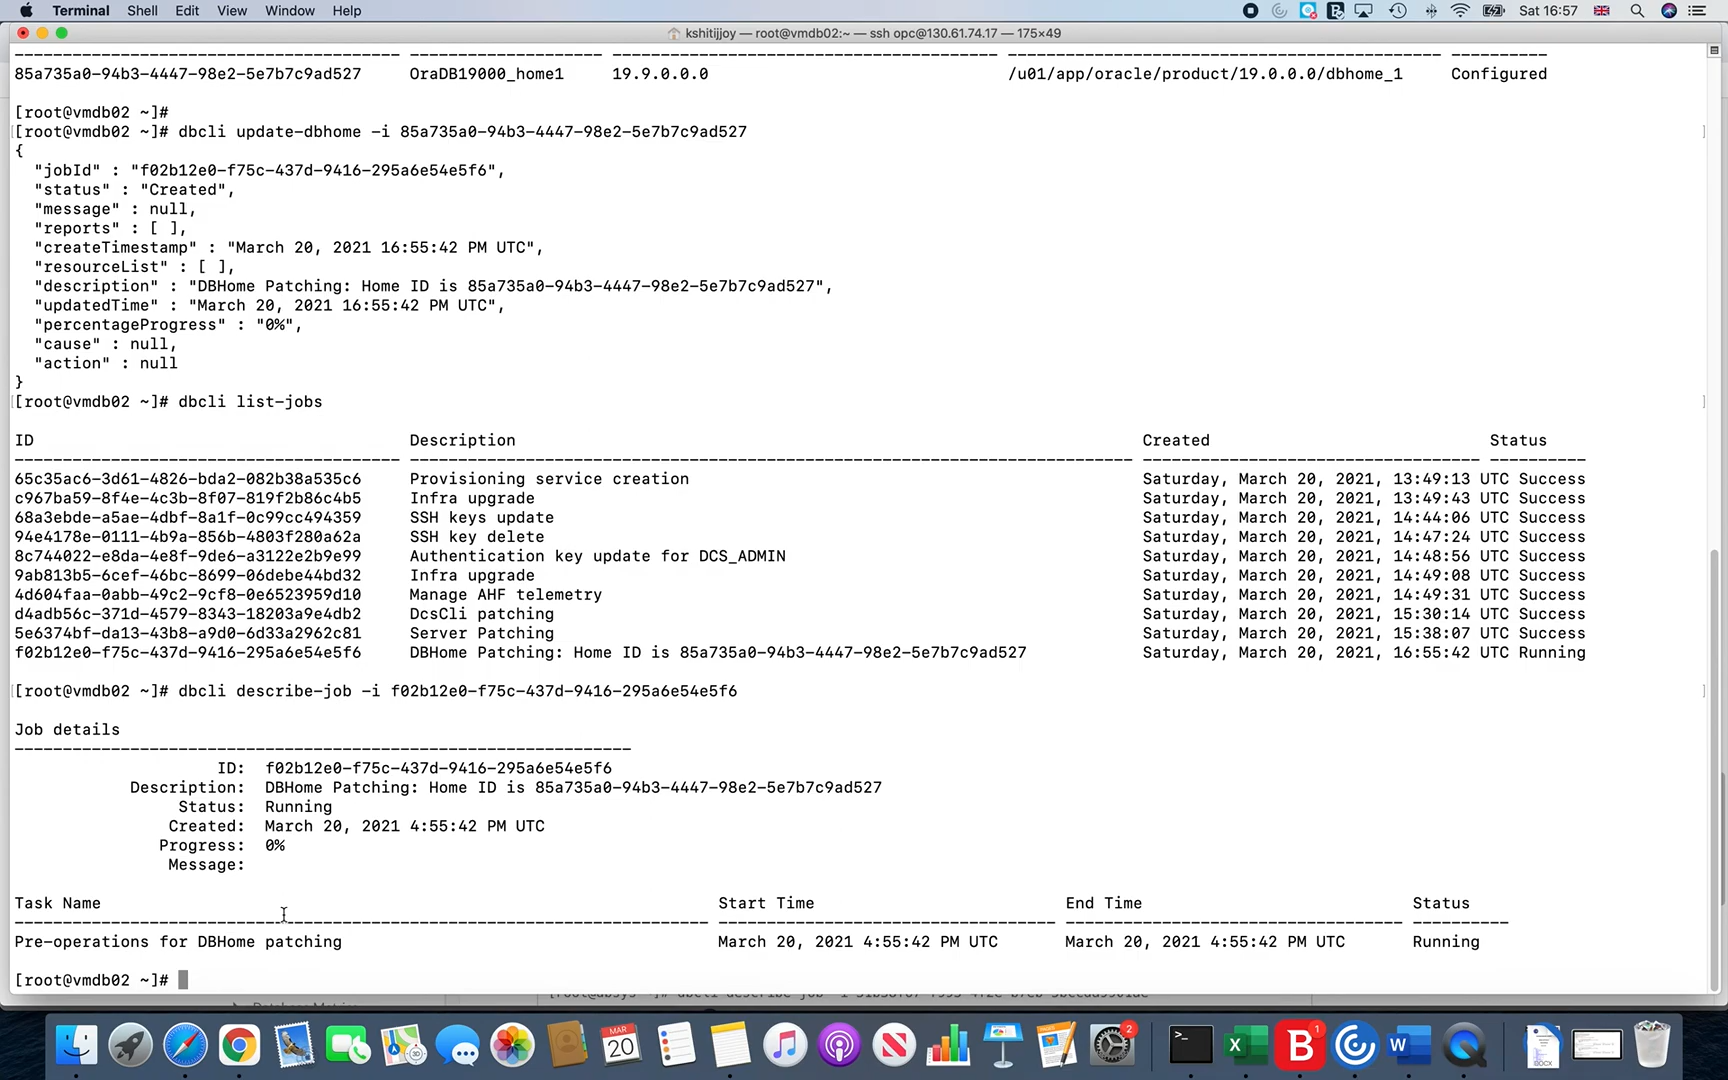 Terminal Shell Edit View Window Help Sat 16:57
kshitijjoy — root@vmdb02:~ — ssh opc@130.61.74.17 — 175×49
85a735a0-94b3-4447-98e2-5e7b7c9ad527 OraDB19000_home1 19.9.0.0.0 /u01/app/oracle/product/19.0.0.0/dbhome_1 Configured
[root@vmdb02 ~]#
[root@vmdb02 ~]# dbcli update-dbhome -i 85a735a0-94b3-4447-98e2-5e7b7c9ad527
{
"jobId" : "f02b12e0-f75c-437d-9416-295a6e54e5f6",
"status" : "Created",
"message" : null,
"reports" : [ ],
"createTimestamp" : "March 20, 2021 16:55:42 PM UTC",
"resourceList" : [ ],
"description" : "DBHome Patching: Home ID is 85a735a0-94b3-4447-98e2-5e7b7c9ad527",
"updatedTime" : "March 20, 2021 16:55:42 PM UTC",
"percentageProgress" : "0%",
"cause" : null,
"action" : null
}
[root@vmdb02 ~]# dbcli list-jobs
ID Description Created Status
65c35ac6-3d61-4826-bda2-082b38a535c6 Provisioning service creation Saturday, March 20, 2021, 13:49:13 UTC Success
c967ba59-8f4e-4c3b-8f07-819f2b86c4b5 Infra upgrade Saturday, March 20, 2021, 13:49:43 UTC Success
68a3ebde-a5ae-4dbf-8a1f-0c99cc494359 SSH keys update Saturday, March 20, 2021, 14:44:06 UTC Success
94e4178e-0111-4b9a-856b-4803f280a62a SSH key delete Saturday, March 20, 2021, 14:47:24 UTC Success
8c744022-e8da-4e8f-9de6-a3122e2b9e99 Authentication key update for DCS_ADMIN Saturday, March 20, 2021, 14:48:56 UTC Success
9ab813b5-6cef-46bc-8699-06debe44bd32 Infra upgrade Saturday, March 20, 2021, 14:49:08 UTC Success
4d604faa-0abb-49c2-9cf8-0e6523959d10 Manage AHF telemetry Saturday, March 20, 2021, 14:49:31 UTC Success
d4adb56c-371d-4579-8343-18203a9e4db2 DcsCli patching Saturday, March 20, 2021, 15:30:14 UTC Success
5e6374bf-da13-43b8-a9d0-6d33a2962c81 Server Patching Saturday, March 20, 2021, 15:38:07 UTC Success
f02b12e0-f75c-437d-9416-295a6e54e5f6 DBHome Patching: Home ID is 85a735a0-94b3-4447-98e2-5e7b7c9ad527 Saturday, March 20, 2021, 16:55:42 UTC Running
[root@vmdb02 ~]# dbcli describe-job -i f02b12e0-f75c-437d-9416-295a6e54e5f6
Job details
ID: f02b12e0-f75c-437d-9416-295a6e54e5f6
Description: DBHome Patching: Home ID is 85a735a0-94b3-4447-98e2-5e7b7c9ad527
Status: Running
Created: March 20, 2021 4:55:42 PM UTC
Progress: 0%
Message:
Task Name Start Time End Time Status
Pre-operations for DBHome patching March 20, 2021 4:55:42 PM UTC March 20, 2021 4:55:42 PM UTC Running
[root@vmdb02 ~]#
MAR
20
2
1
DOCX